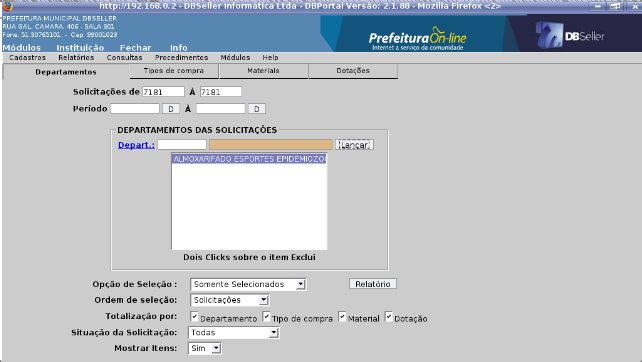 http://192.168.0.2 - DBSeller Informática Ltda - DBPortal Versão: 2.1.88 - Mozilla Firefox <2>
PREFEITURA MUNICIPAL DBSELLER
RUA GAL. CAMARA, 406 - SALA 301
Fone: 51 30765101 - Cep: 99001028
Módulos Instituição Fechar Info
Prefeitura On-line
Internet a serviço da comunidade
DBSeller
Cadastros Relatórios Consultas Procedimentos Módulos Help
Departamentos Tipos de compra Materiais Dotações
Solicitações de 7181 Á 7181
Período D Á D
DEPARTAMENTOS DAS SOLICITAÇÕES
Depart.: Lançar
ALMOXARIFADO ESPORTES EPIDEMIOZO
Dois Clicks sobre o ítem Exclui
Opção de Seleção : Somente Selecionados Relatório
Ordem de seleção: Solicitações
Totalização por: Departamento Tipo de compra Material Dotação
Situação da Solicitação: Todas
Mostrar Itens: Sim